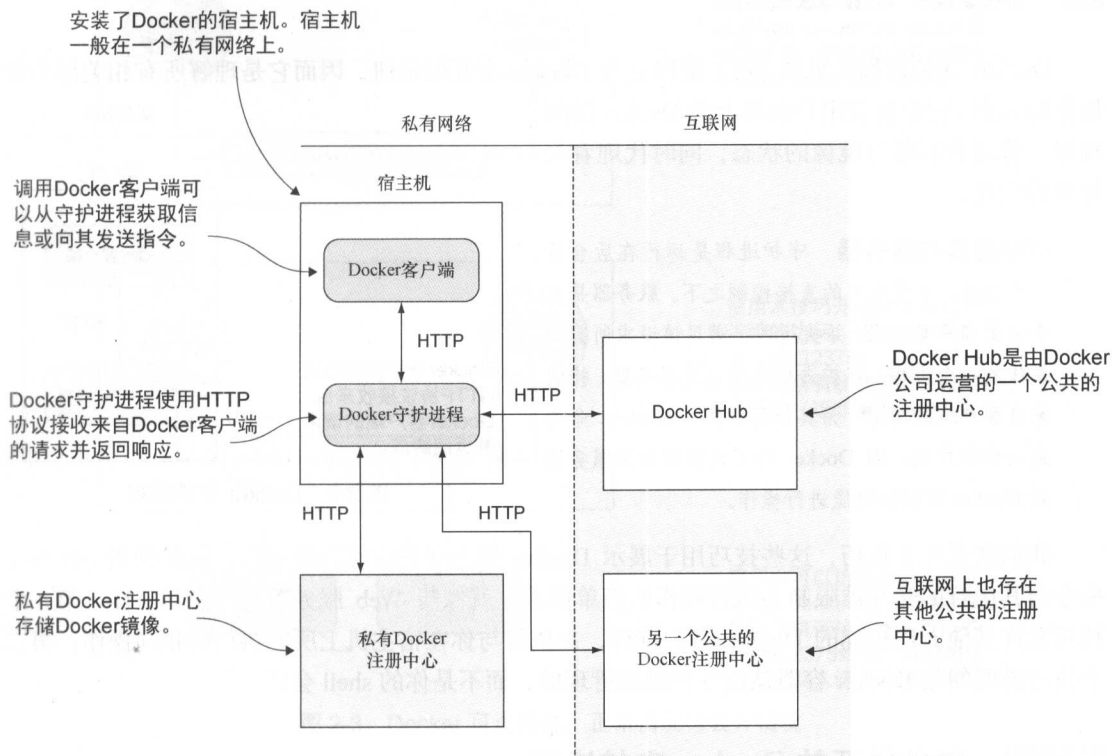 安装了Docker的宿主机。宿主机
一般在一个私有网络上。
私有网络
互联网
宿主机
调用Docker客户端可
以从守护进程获取信
息或向其发送指令。
Docker客户端
HTTP
Docker守护进程使用HTTP
协议接收来自Docker客户端
的请求并返回响应。
Docker守护进程
HTTP
Docker Hub
Docker Hub是由Docker
公司运营的一个公共的
注册中心。
HTTP
HTTP
私有Docker注册中心
存储Docker镜像。
私有Docker
注册中心
另一个公共的
Docker注册中心
互联网上也存在
其他公共的注册
中心。